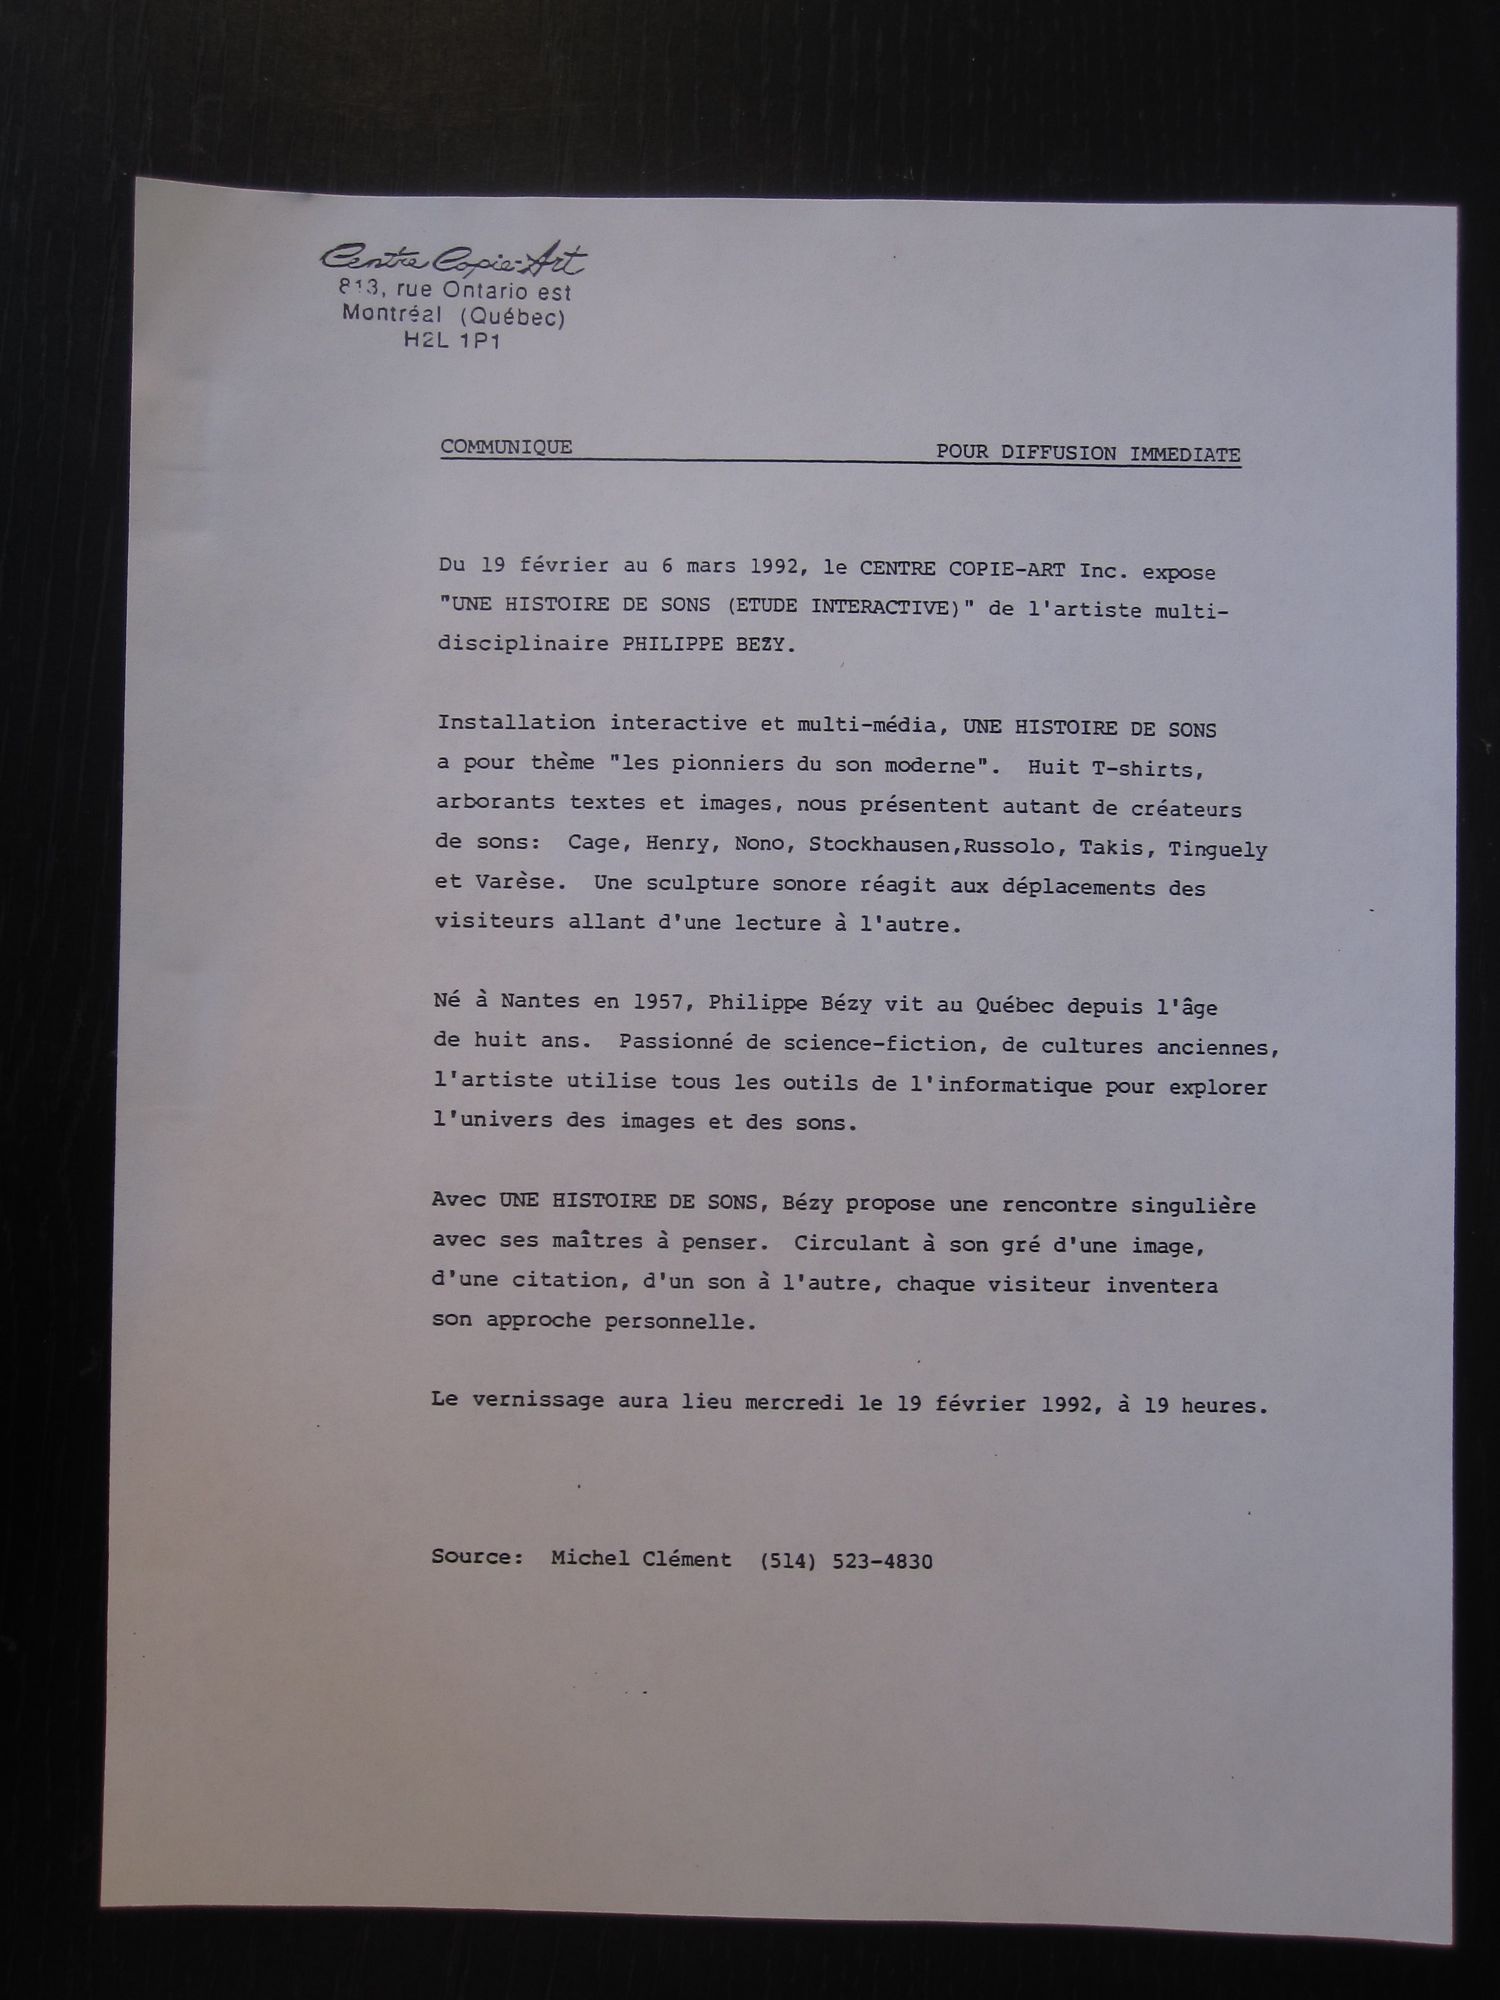 Centre Copie-Art
813, rue Ontario est
Montréal (Québec)
H2L 1P1
COMMUNIQUE POUR DIFFUSION IMMEDIATE
Du 19 février au 6 mars 1992, le CENTRE COPIE-ART Inc. expose
"UNE HISTOIRE DE SONS (ETUDE INTERACTIVE)" de l'artiste multi-
disciplinaire PHILIPPE BEZY.
Installation interactive et multi-média, UNE HISTOIRE DE SONS
a pour thème "les pionniers du son moderne". Huit T-shirts,
arborants textes et images, nous présentent autant de créateurs
de sons: Cage, Henry, Nono, Stockhausen,Russolo, Takis, Tinguely
et Varèse. Une sculpture sonore réagit aux déplacements des
visiteurs allant d'une lecture à l'autre.
Né à Nantes en 1957, Philippe Bézy vit au Québec depuis l'âge
de huit ans. Passionné de science-fiction, de cultures anciennes,
l'artiste utilise tous les outils de l'informatique pour explorer
l'univers des images et des sons.
Avec UNE HISTOIRE DE SONS, Bézy propose une rencontre singulière
avec ses maîtres à penser. Circulant à son gré d'une image,
d'une citation, d'un son à l'autre, chaque visiteur inventera
son approche personnelle.
Le vernissage aura lieu mercredi le 19 février 1992, à 19 heures.
Source: Michel Clément (514) 523-4830